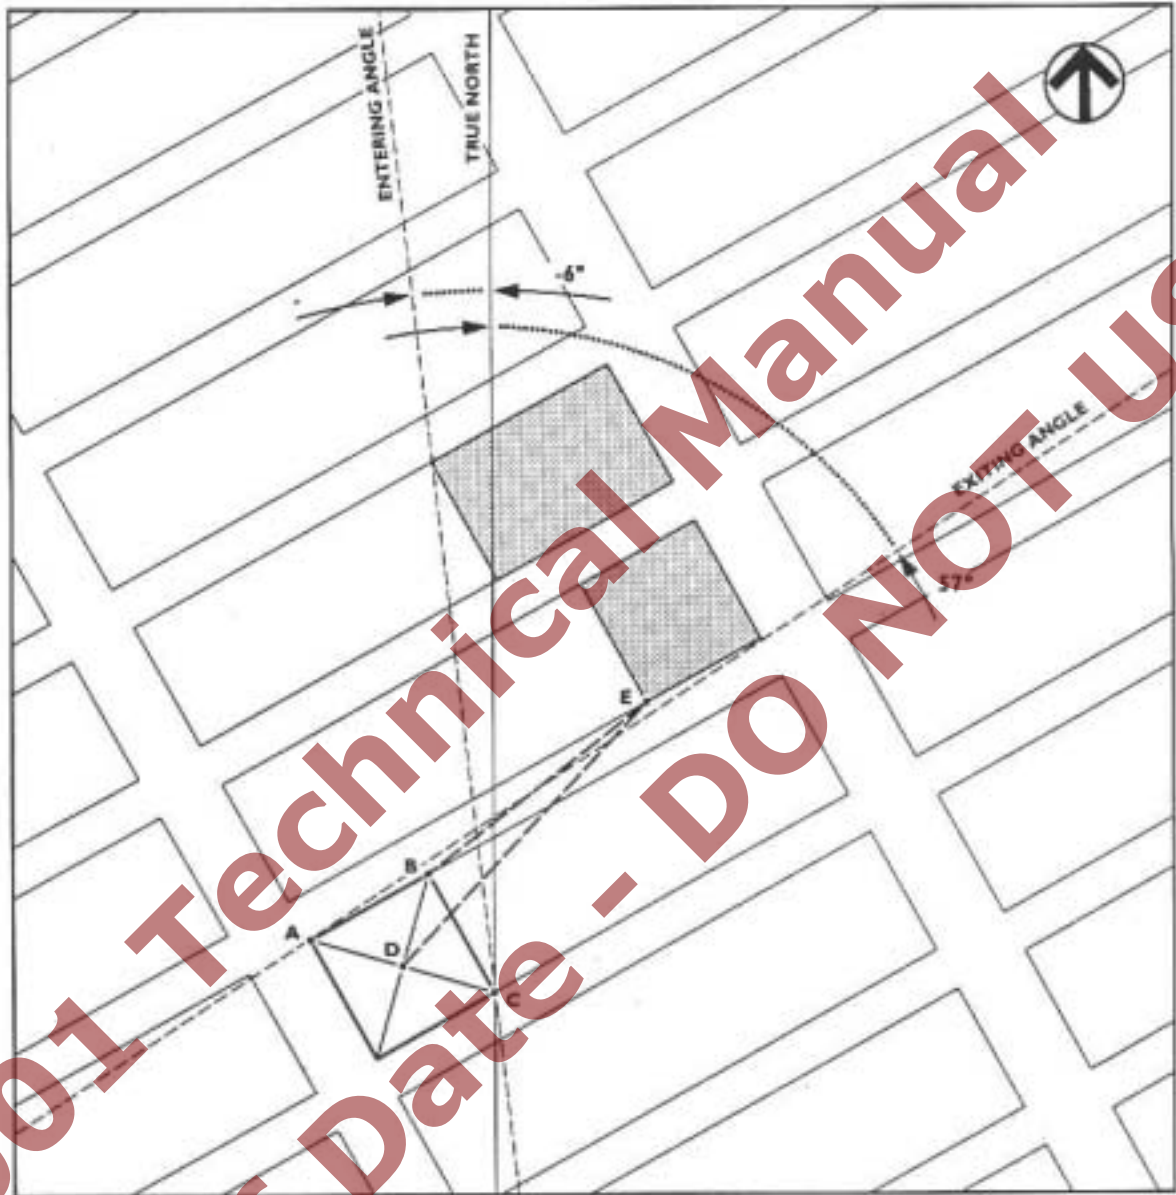 ENTERING ANGLE
TRUE NORTH
-6°
EXITING ANGLE
57°
E
B
A
D
C
01 Technical Manual
Date - DO NOT